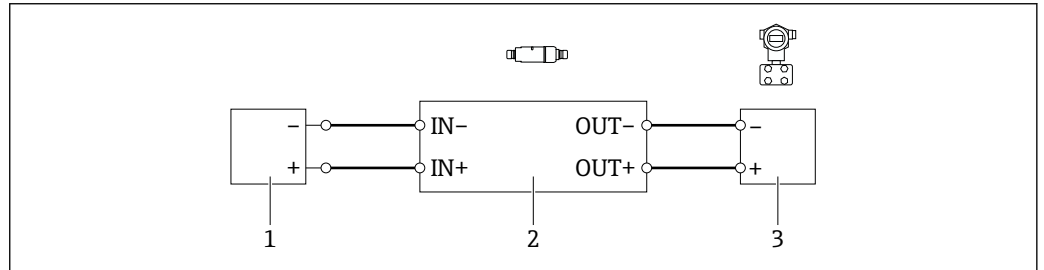 − IN− OUT− −
+ IN+ OUT+ +
1 2 3